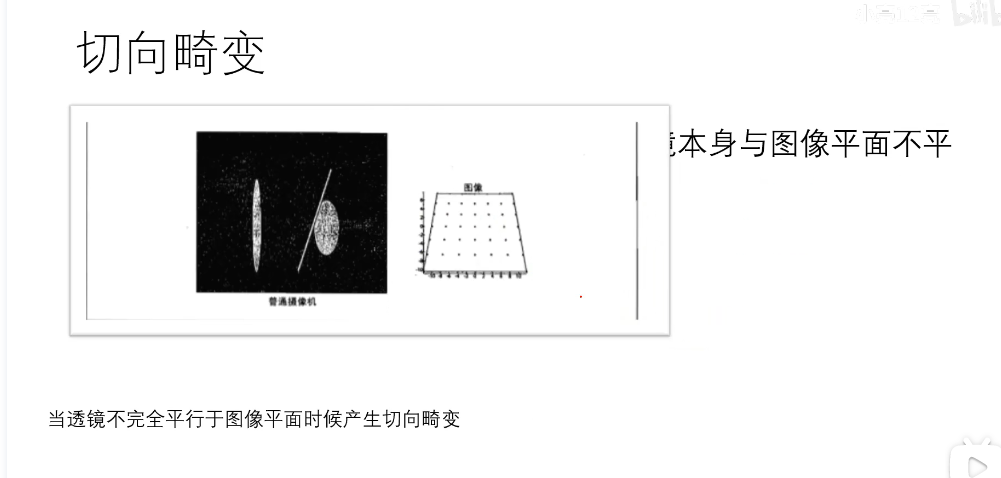 切向畸变
本身与图像平面不平
图像
普通摄像机
当透镜不完全平行于图像平面时候产生切向畸变